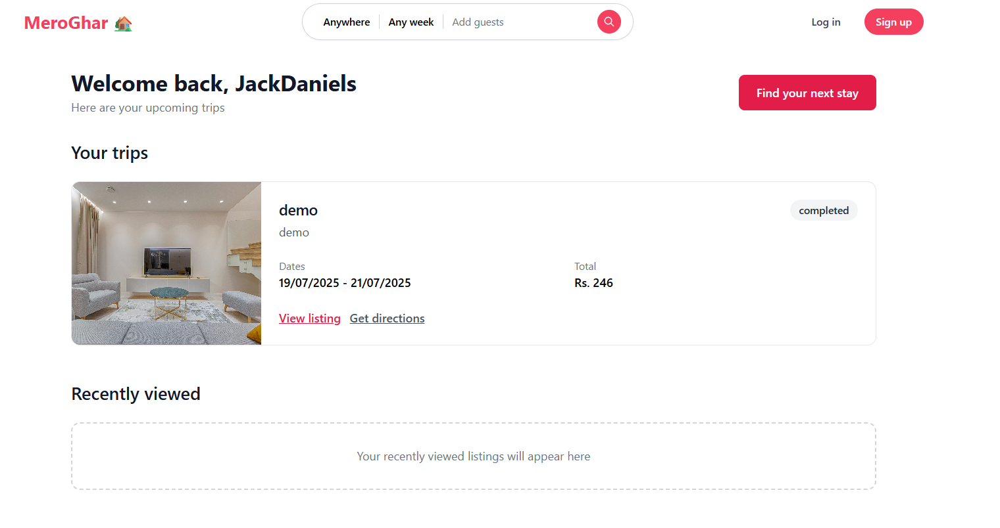 MeroGhar
Anywhere
Any week
Add guests
Log in
Sign up
Welcome back, JackDaniels
Here are your upcoming trips
Find your next stay
Your trips
demo
completed
demo
Dates
Total
19/07/2025 - 21/07/2025
Rs. 246
View listing
Get directions
Recently viewed
Your recently viewed listings will appear here